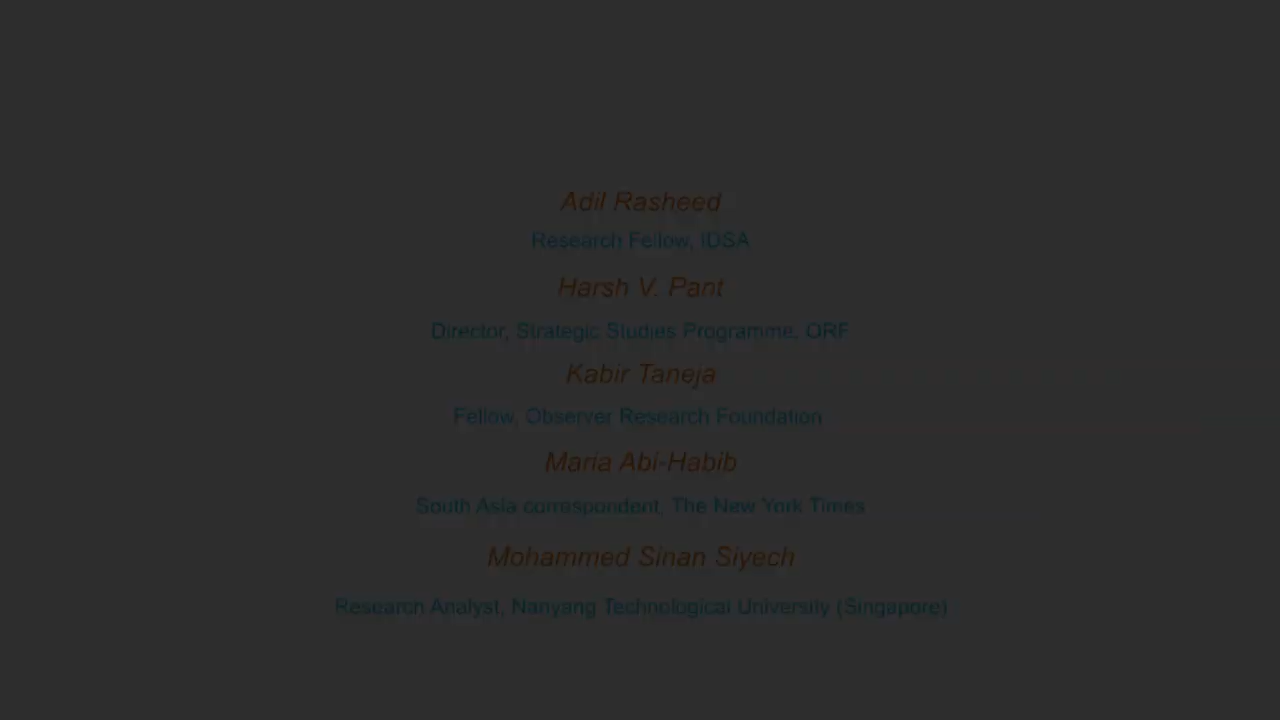 Adil Rasheed
Research Fellow, IDSA
Harsh V. Pant
Director, Strategic Studies Programme, ORF
Kabir Taneja
Fellow, Observer Research Foundation
Maria Abi-Habib
South Asia correspondent, The New York Times
Mohammed Sinan Siyech
Research Analyst, Nanyang Technological University (Singapore)